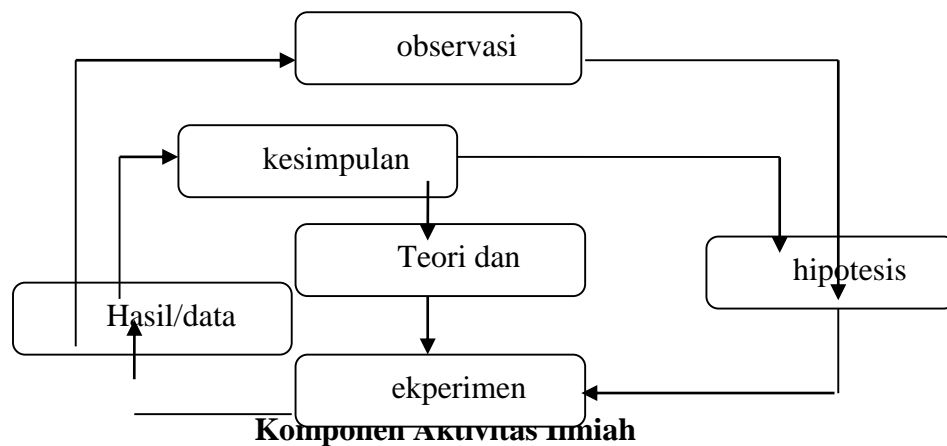 observasi
kesimpulan
Teori dan
hipotesis
Hasil/data
ekperimen
Komponen Aktivitas Ilmiah